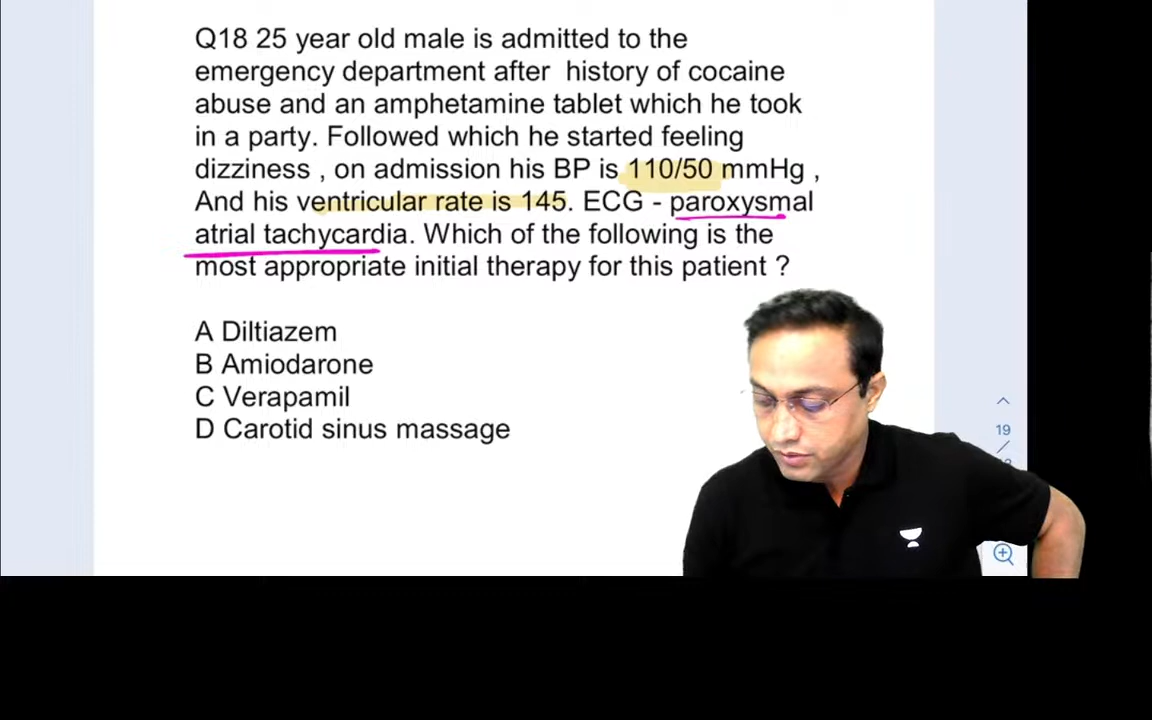 Q18 25 year old male is admitted to the
emergency department after history of cocaine
abuse and an amphetamine tablet which he took
in a party. Followed which he started feeling
dizziness , on admission his BP is 110/50 mmHg ,
And his ventricular rate is 145. ECG - paroxysmal
atrial tachycardia. Which of the following is the
most appropriate initial therapy for this patient ?
A Diltiazem
B Amiodarone
C Verapamil
D Carotid sinus massage
19
/